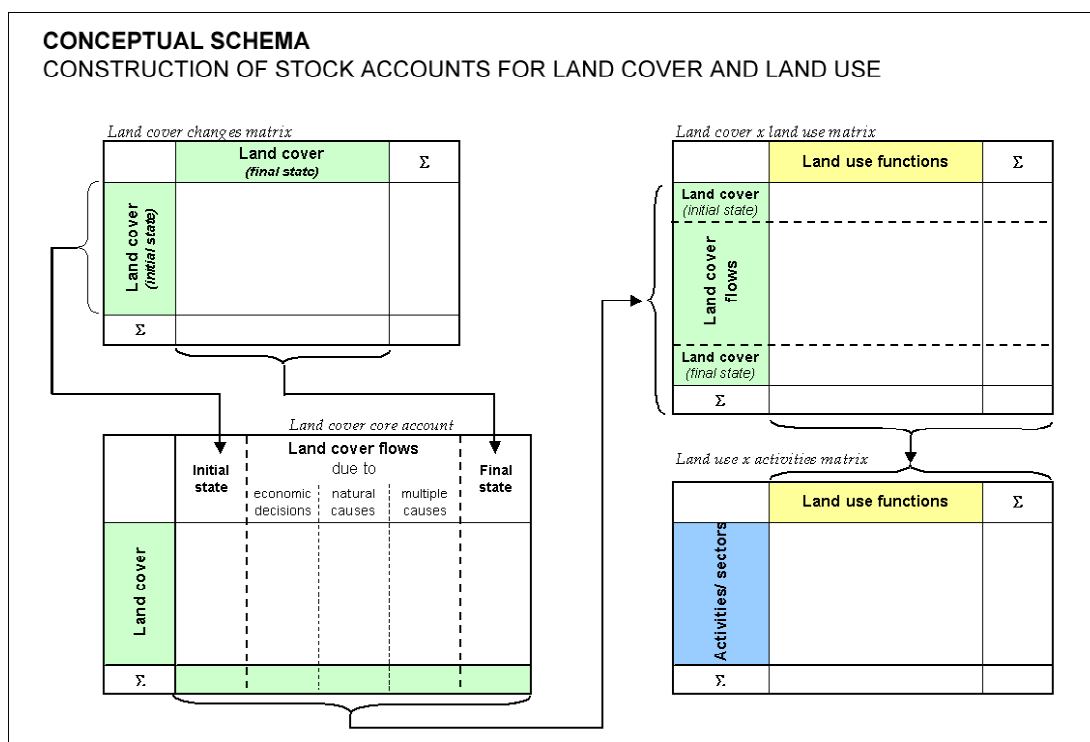 CONCEPTUAL SCHEMA
CONSTRUCTION OF STOCK ACCOUNTS FOR LAND COVER AND LAND USE
Land cover changes matrix
Land cover
(final state)
Σ
Land cover
(initial state)
Σ
Land cover core account
Initial
state
Land cover flows
due to
economic
decisions
natural
causes
multiple
causes
Final
state
Land cover
Σ
Land cover x land use matrix
Land use functions
Σ
Land cover
(initial state)
Land cover
flows
Land cover
(final state)
Σ
Land use x activities matrix
Land use functions
Σ
Activities/ sectors
Σ